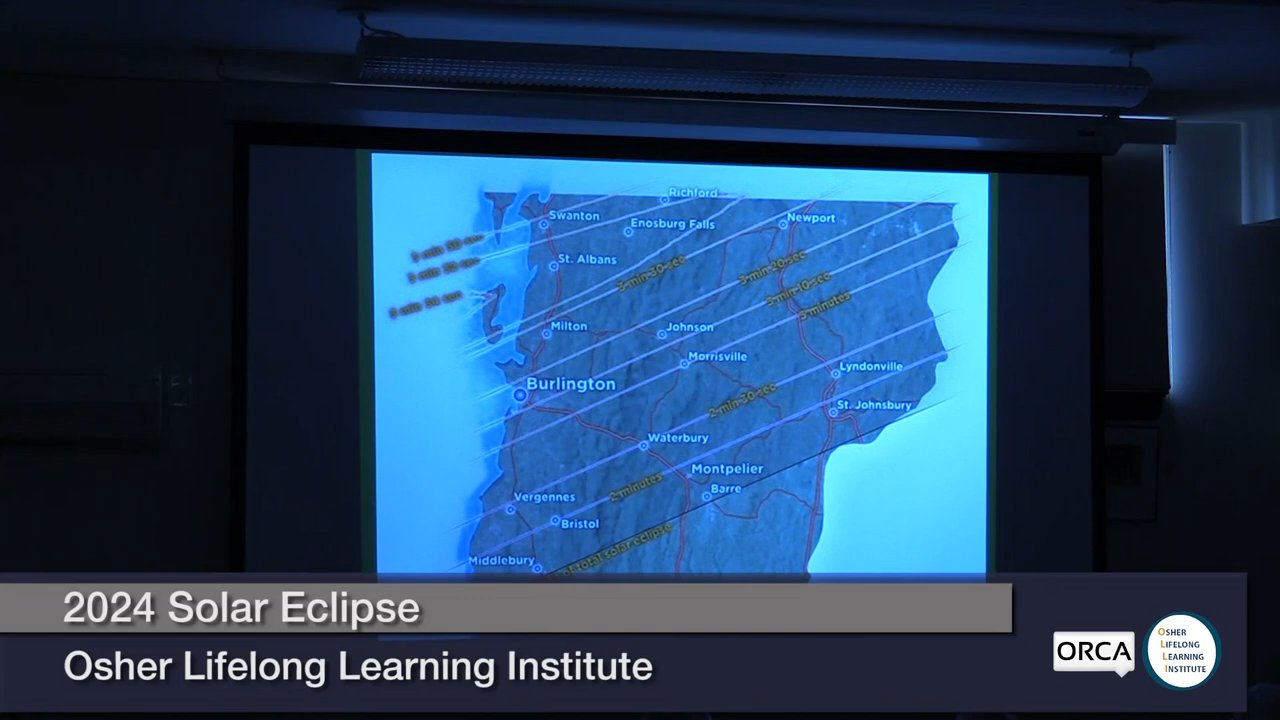 Richford
Swanton
Enosburg Falls
Newport
St. Albans
3 min 30 sec
3 min 20 sec
3 min 10 sec
3 minutes
Milton
Johnson
Morrisville
Lyndonville
Burlington
2 min 30 sec
St. Johnsbury
Waterbury
Montpelier
2 minutes
Barre
Vergennes
Bristol
of total solar eclipse
Middlebury
2024 Solar Eclipse
Osher Lifelong Learning Institute
ORCA
OSHER
LIFELONG
LEARNING
INSTITUTE